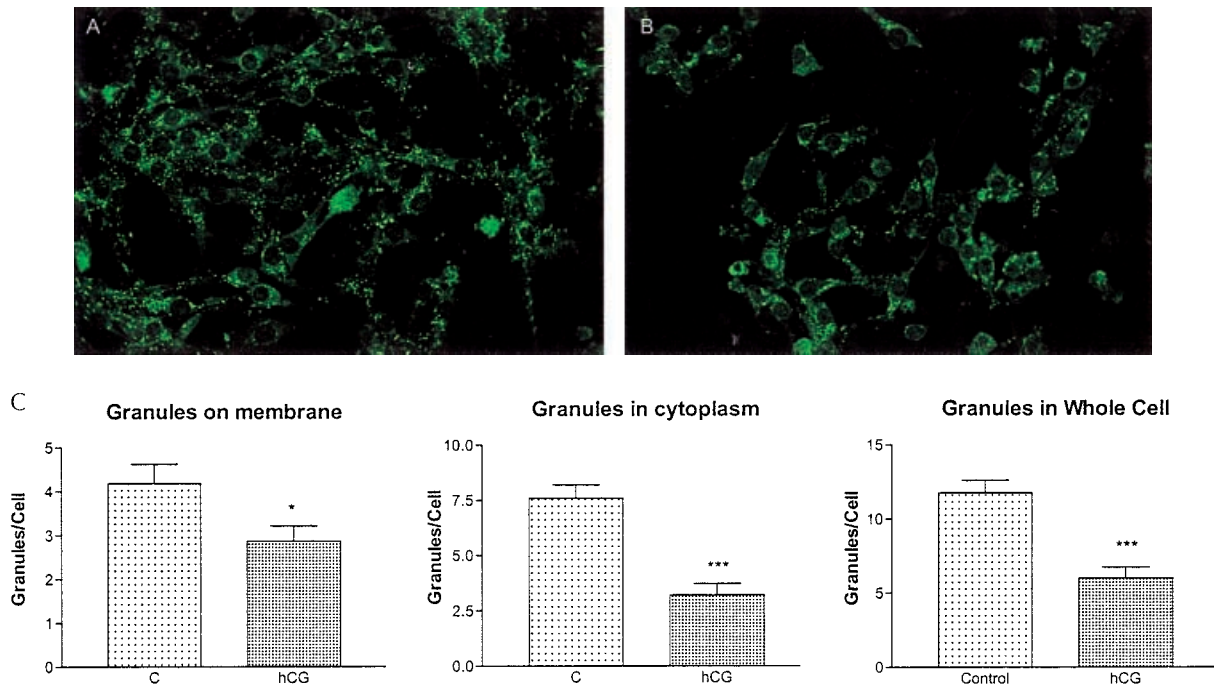 A
B
C
Granules on membrane
Granules/Cell
5
4
3
2
1
0
*
C
hCG
Granules in cytoplasm
Granules/Cell
10.0
7.5
5.0
2.5
0.0
***
C
hCG
Granules in Whole Cell
Granules/Cell
15
10
5
0
***
Control
hCG